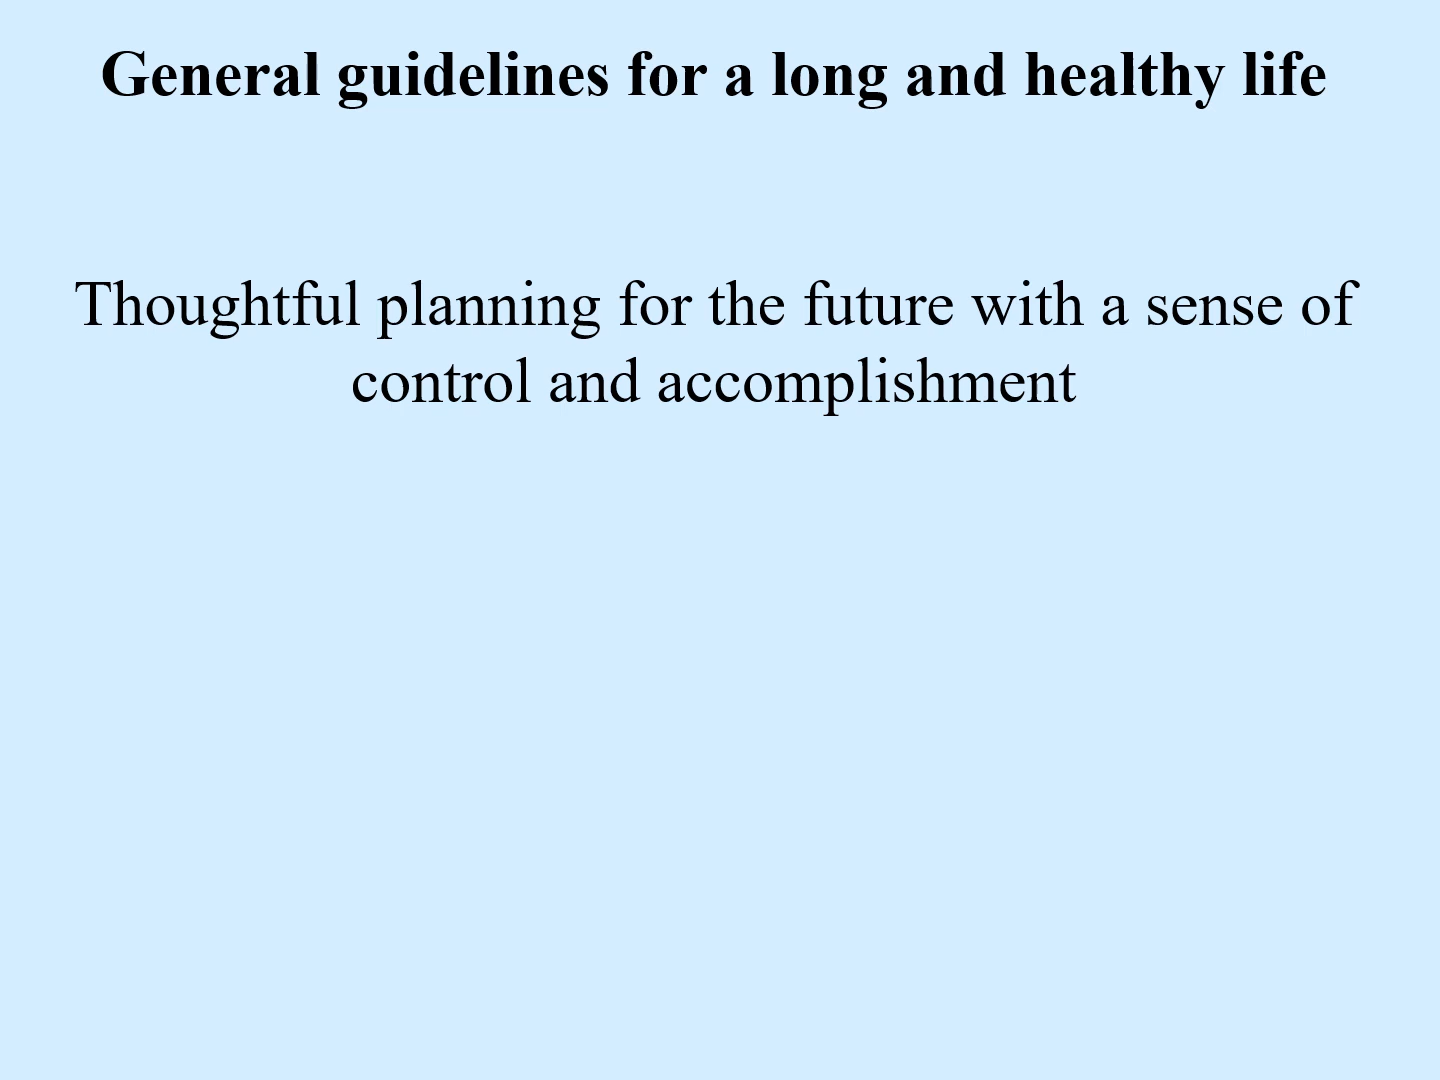 General guidelines for a long and healthy life
Thoughtful planning for the future with a sense of
control and accomplishment